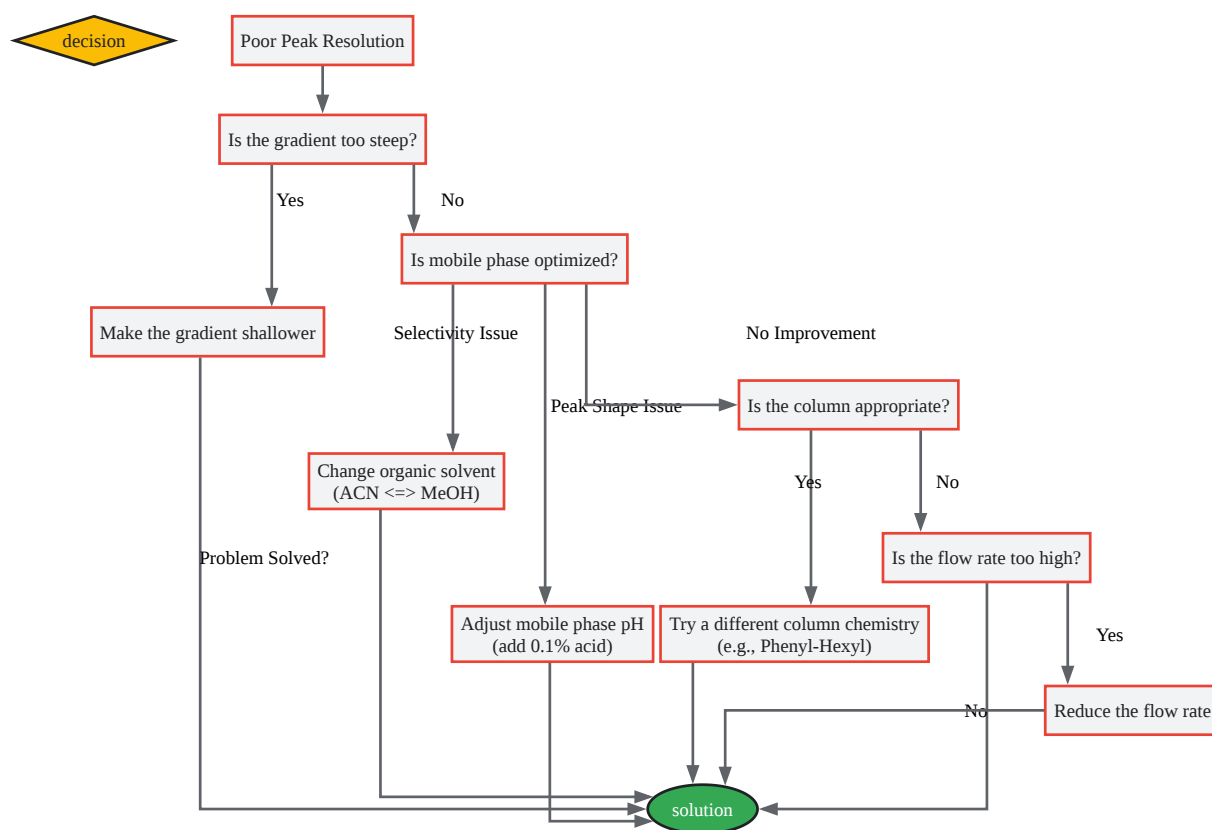 decision
Poor Peak Resolution
Is the gradient too steep?
Yes
No
Is mobile phase optimized?
Make the gradient shallower
Selectivity Issue
No Improvement
Peak Shape Issue
Is the column appropriate?
Change organic solvent
(ACN <=> MeOH)
Yes
No
Problem Solved?
Is the flow rate too high?
Adjust mobile phase pH
(add 0.1% acid)
Try a different column chemistry
(e.g., Phenyl-Hexyl)
Yes
No
Reduce the flow rate
solution